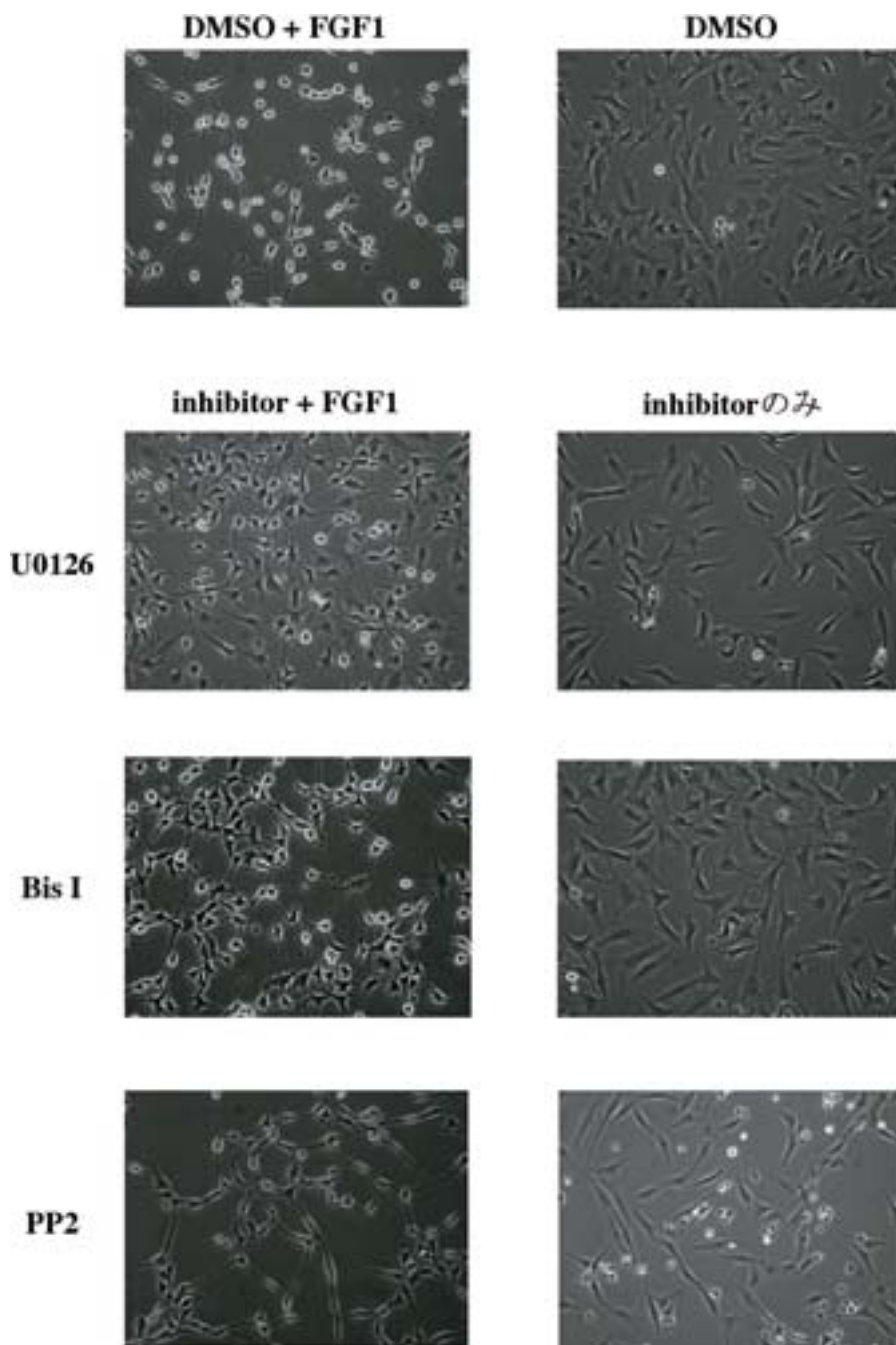 DMSO + FGF1
DMSO
inhibitor + FGF1
inhibitorのみ
U0126
Bis I
PP2